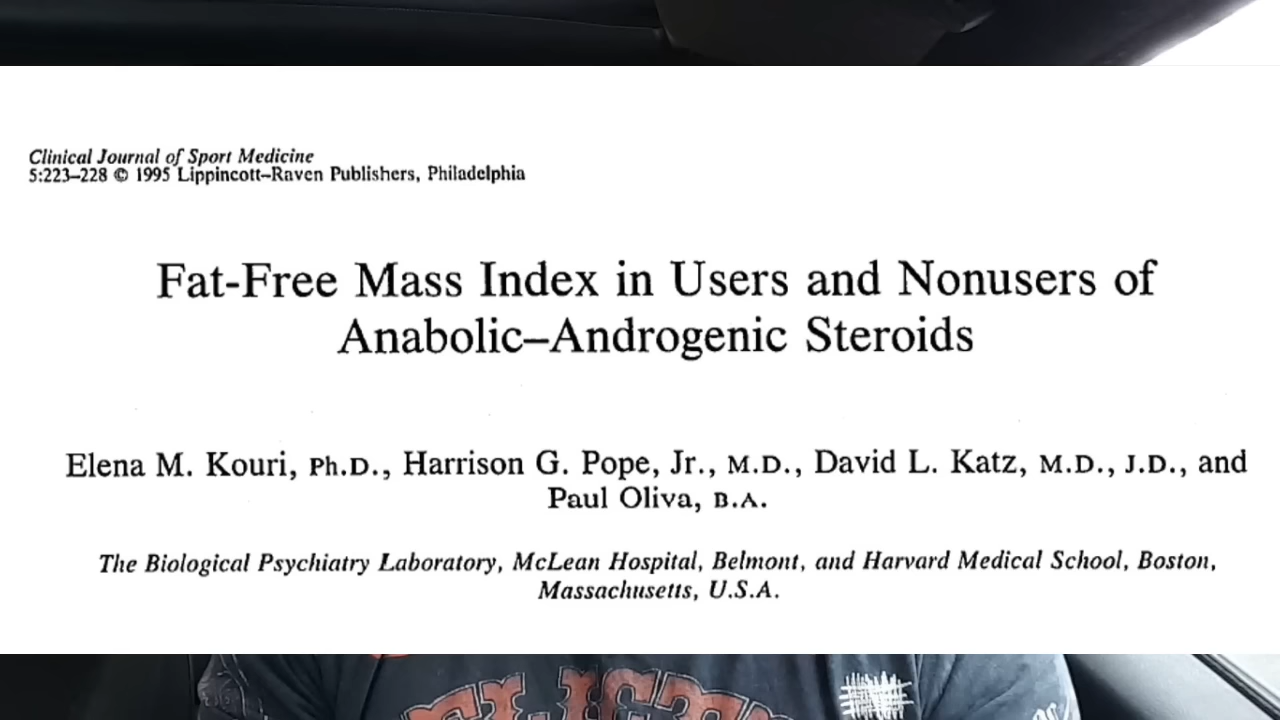 Clinical Journal of Sport Medicine
5:223–228 © 1995 Lippincott–Raven Publishers, Philadelphia
Fat-Free Mass Index in Users and Nonusers of
Anabolic–Androgenic Steroids
Elena M. Kouri, Ph.D., Harrison G. Pope, Jr., M.D., David L. Katz, M.D., J.D., and
Paul Oliva, B.A.
The Biological Psychiatry Laboratory, McLean Hospital, Belmont, and Harvard Medical School, Boston,
Massachusetts, U.S.A.